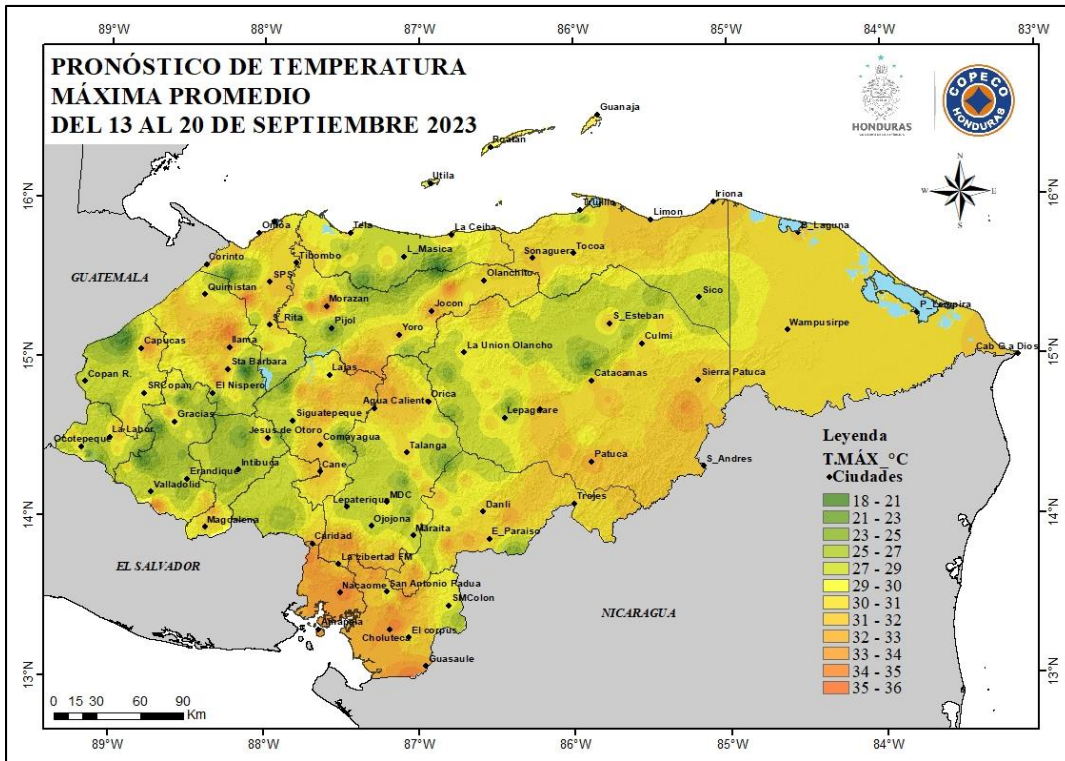 89°W 88°W 87°W 86°W 85°W 84°W 83°W
PRONÓSTICO DE TEMPERATURA
MÁXIMA PROMEDIO
DEL 13 AL 20 DE SEPTIEMBRE 2023
HONDURAS
COPECO
HONDURAS
N
W E
S
Guanaja
Roatán
Utila
16°N 16°N
Iriona
Trujillo
Limon
Omoa
Tela
La Ceiba
B_Laguna
L_Masica
Sonaguera
Tocoa
Corinto
Tibombo
GUATEMALA
SPS
Olanchito
Quimistan
Sico
Morazan
Jocon
P_Lempira
S_Esteban
Rita
Pijol
Wampusirpe
Yoro
Culmi
15°N 15°N
Capucas
Ilama
La Union Olancho
Cab G a Dios
Sta Barbara
Lajas
Copan R.
Catacamas
Sierra Patuca
SRCopan
El Nispero
Agua Caliente
Orica
Lepaguare
Gracias
Siguatepeque
La Labor
Jesus de Otoro
Ocotepeque
Comayagua
Talanga
Leyenda
T.MÁX_°C
Ciudades
Intibuca
Cane
Patuca
S_Andres
Erandique
Valladolid
MDC
Lepaterique
Danli
Trojes
14°N 14°N
Magdalena
Ojojona
Maraita
E_Paraiso
Caridad
18 - 21
21 - 23
23 - 25
25 - 27
27 - 29
29 - 30
30 - 31
31 - 32
32 - 33
33 - 34
34 - 35
35 - 36
EL SALVADOR
La Libertad FM
Nacaome
San Antonio Padua
SMColon
NICARAGUA
Amapala
Choluteca
El corpus
Guasaule
13°N 13°N
0 15 30 60 90
Km
89°W 88°W 87°W 86°W 85°W 84°W